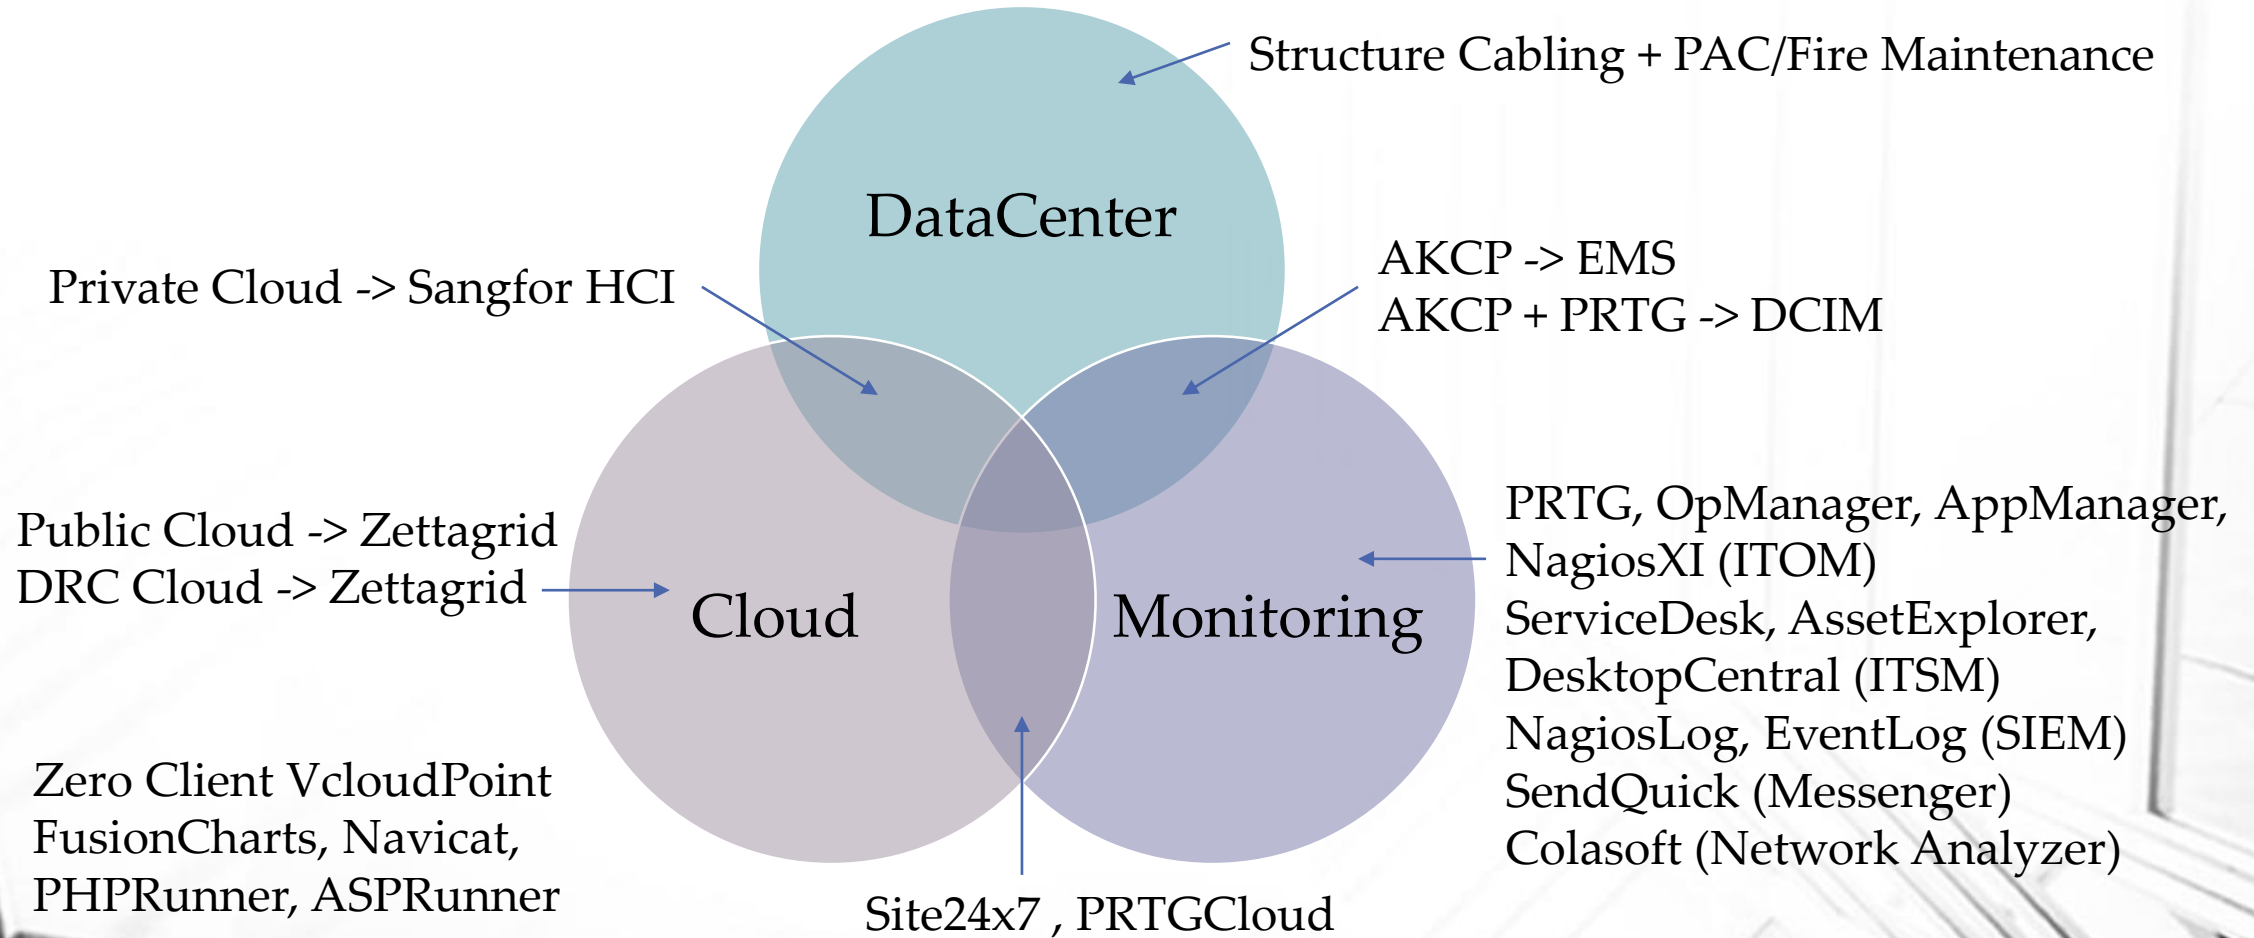 Structure Cabling + PAC/Fire Maintenance
DataCenter
Private Cloud -> Sangfor HCI
AKCP -> EMS
AKCP + PRTG -> DCIM
Public Cloud -> Zettagrid
DRC Cloud -> Zettagrid
Cloud
Monitoring
PRTG, OpManager, AppManager,
NagiosXI (ITOM)
ServiceDesk, AssetExplorer,
DesktopCentral (ITSM)
NagiosLog, EventLog (SIEM)
SendQuick (Messenger)
Colasoft (Network Analyzer)
Zero Client VcloudPoint
FusionCharts, Navicat,
PHPRunner, ASPRunner
Site24x7 , PRTGCloud